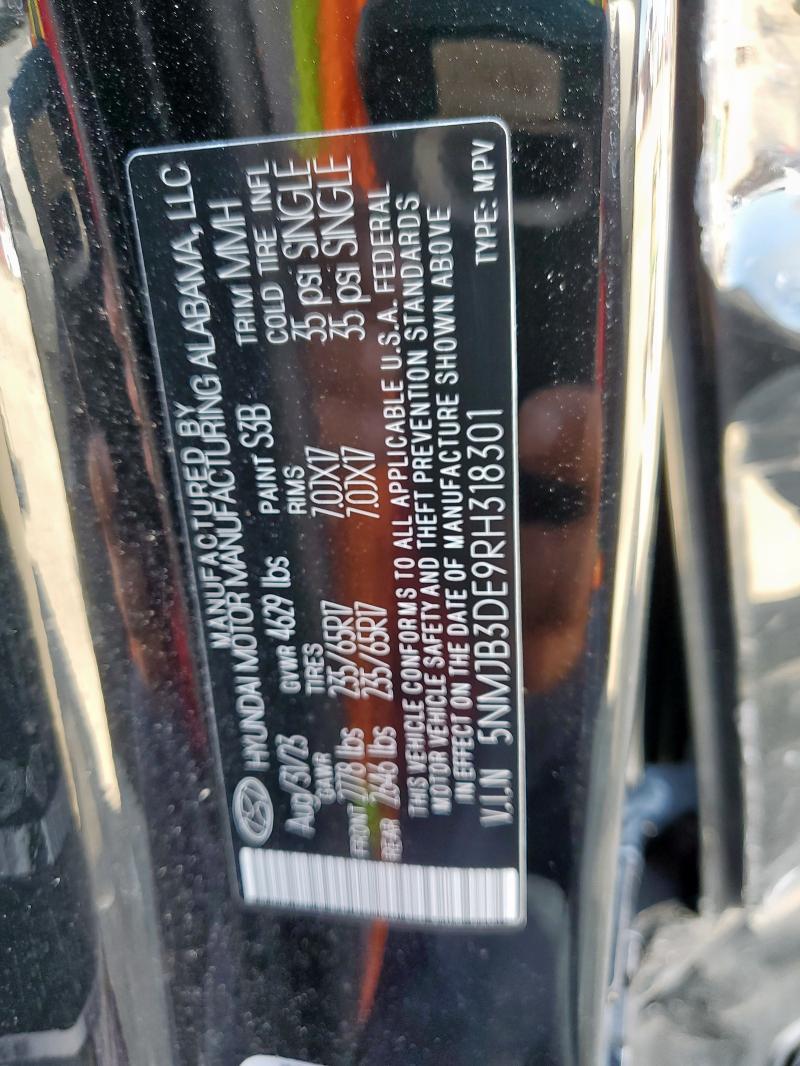 MANUFACTURED BY
HYUNDAI MOTOR MANUFACTURING ALABAMA, LLC
Aug/31/23 GVWR 4629 lbs PAINT S3B TRIM MMH
GAWR TIRES RIMS COLD TIRE INFL
FRONT 2778 lbs 235/65R17 7.0JX17 35 psi SINGLE
REAR 2646 lbs 235/65R17 7.0JX17 35 psi SINGLE
THIS VEHICLE CONFORMS TO ALL APPLICABLE U.S.A. FEDERAL
MOTOR VEHICLE SAFETY AND THEFT PREVENTION STANDARDS
IN EFFECT ON THE DATE OF MANUFACTURE SHOWN ABOVE
V.I.N 5NMJB3DE9RH318301 TYPE: MPV